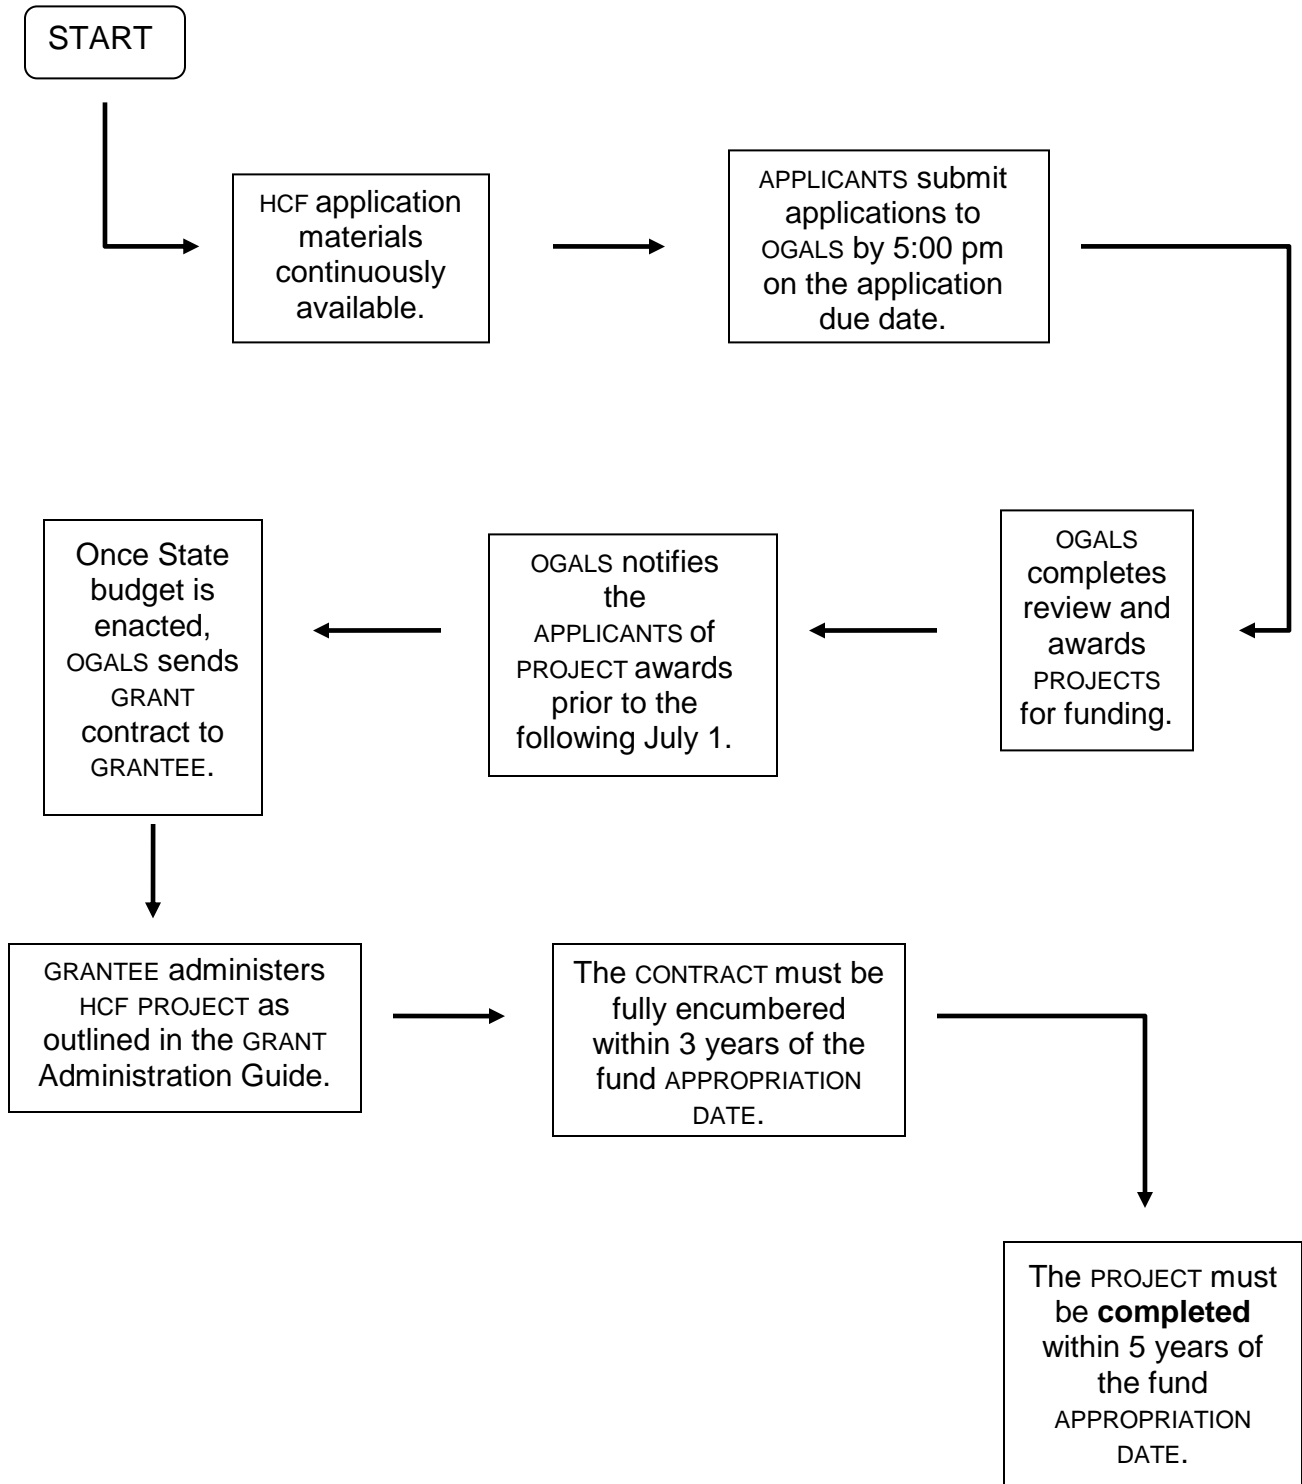 START
HCF application
materials
continuously
available.
APPLICANTS submit
applications to
OGALS by 5:00 pm
on the application
due date.
OGALS
completes
review and
awards
PROJECTS
for funding.
OGALS notifies
the
APPLICANTS of
PROJECT awards
prior to the
following July 1.
Once State
budget is
enacted,
OGALS sends
GRANT
contract to
GRANTEE.
GRANTEE administers
HCF PROJECT as
outlined in the GRANT
Administration Guide.
The CONTRACT must be
fully encumbered
within 3 years of the
fund APPROPRIATION
DATE.
The PROJECT must
be completed
within 5 years of
the fund
APPROPRIATION
DATE.